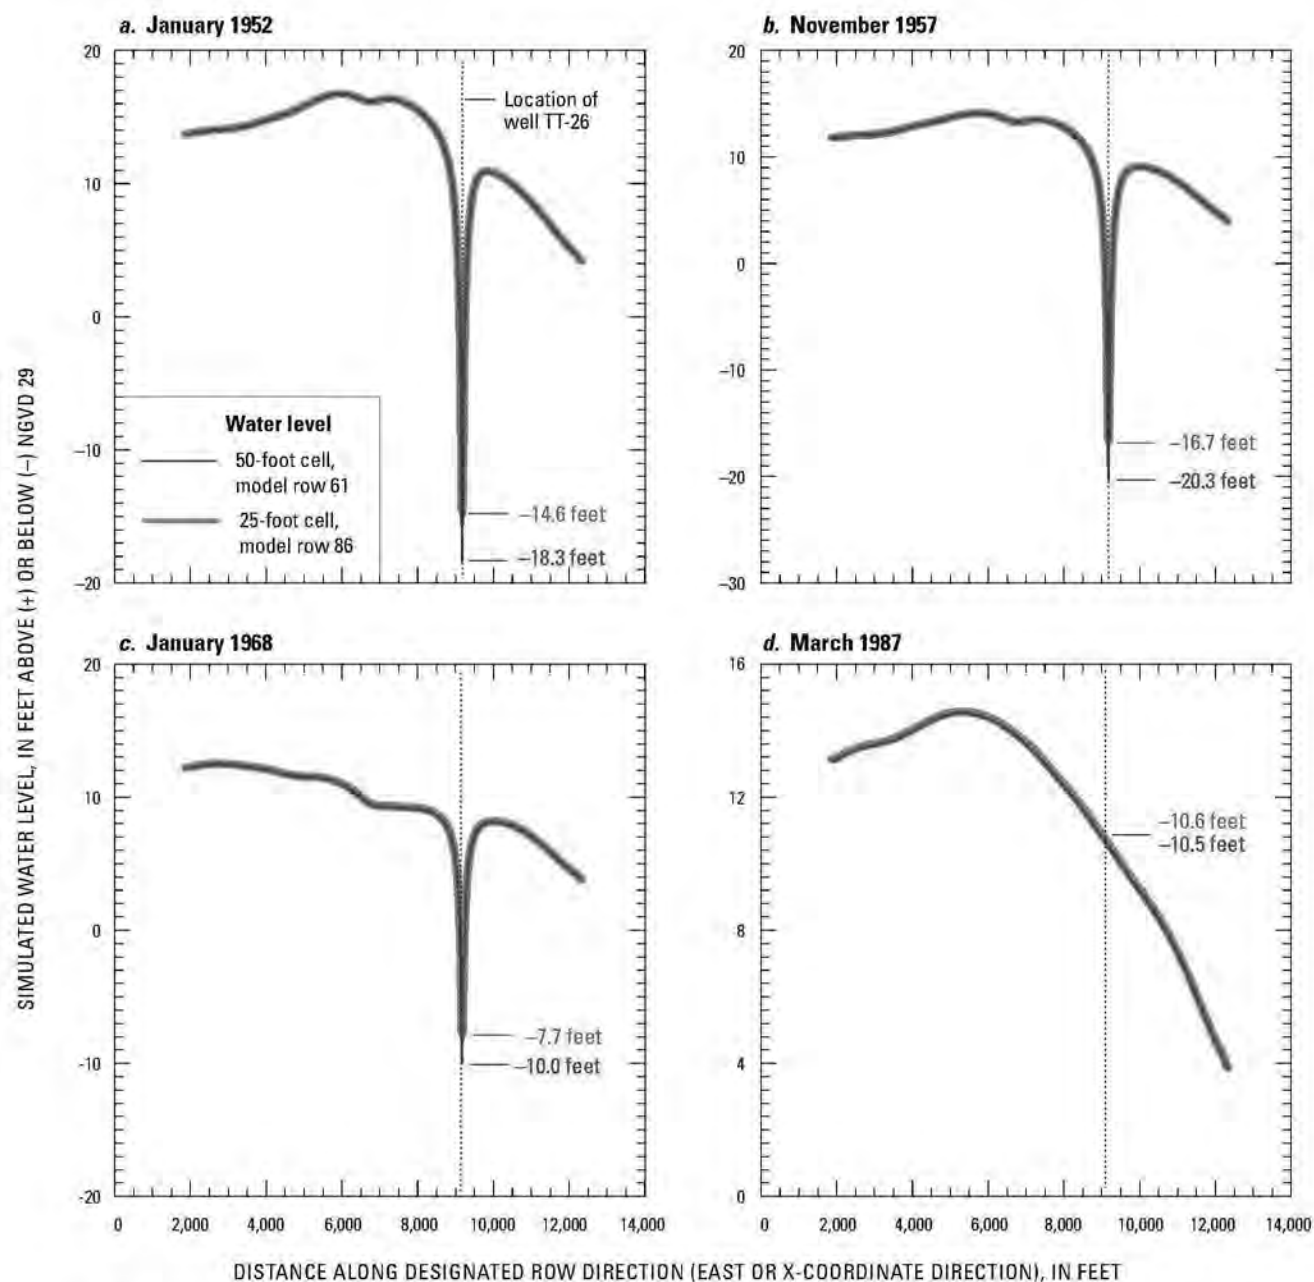 a. January 1952
20
10
0
–10
–20
Location of
well TT-26
Water level
50-foot cell,
model row 61
25-foot cell,
model row 86
–14.6 feet
–18.3 feet
b. November 1957
20
10
0
–10
–20
–30
–16.7 feet
–20.3 feet
c. January 1968
20
10
0
-10
-20
–7.7 feet
–10.0 feet
0 2,000 4,000 6,000 8,000 10,000 12,000 14,000
d. March 1987
16
12
8
4
0
–10.6 feet
–10.5 feet
0 2,000 4,000 6,000 8,000 10,000 12,000 14,000
SIMULATED WATER LEVEL, IN FEET ABOVE (+) OR BELOW (–) NGVD 29
DISTANCE ALONG DESIGNATED ROW DIRECTION (EAST OR X-COORDINATE DIRECTION), IN FEET